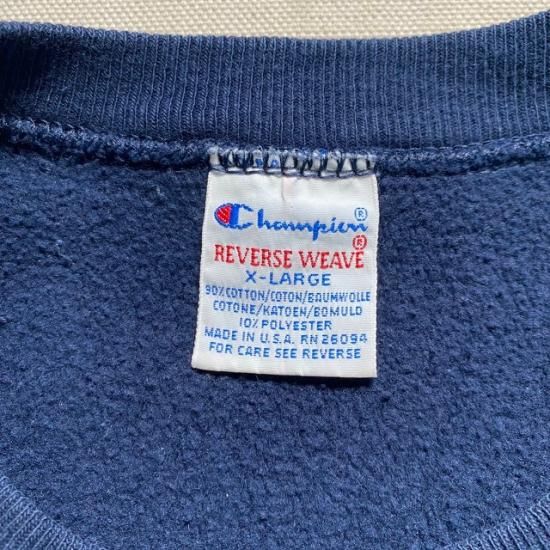 Champion®
REVERSE WEAVE®
X-LARGE
90% COTTON/COTON/BAUMWOLLE
COTONE/KATOEN/BOMULD
10% POLYESTER
MADE IN U.S.A. RN 26094
FOR CARE SEE REVERSE